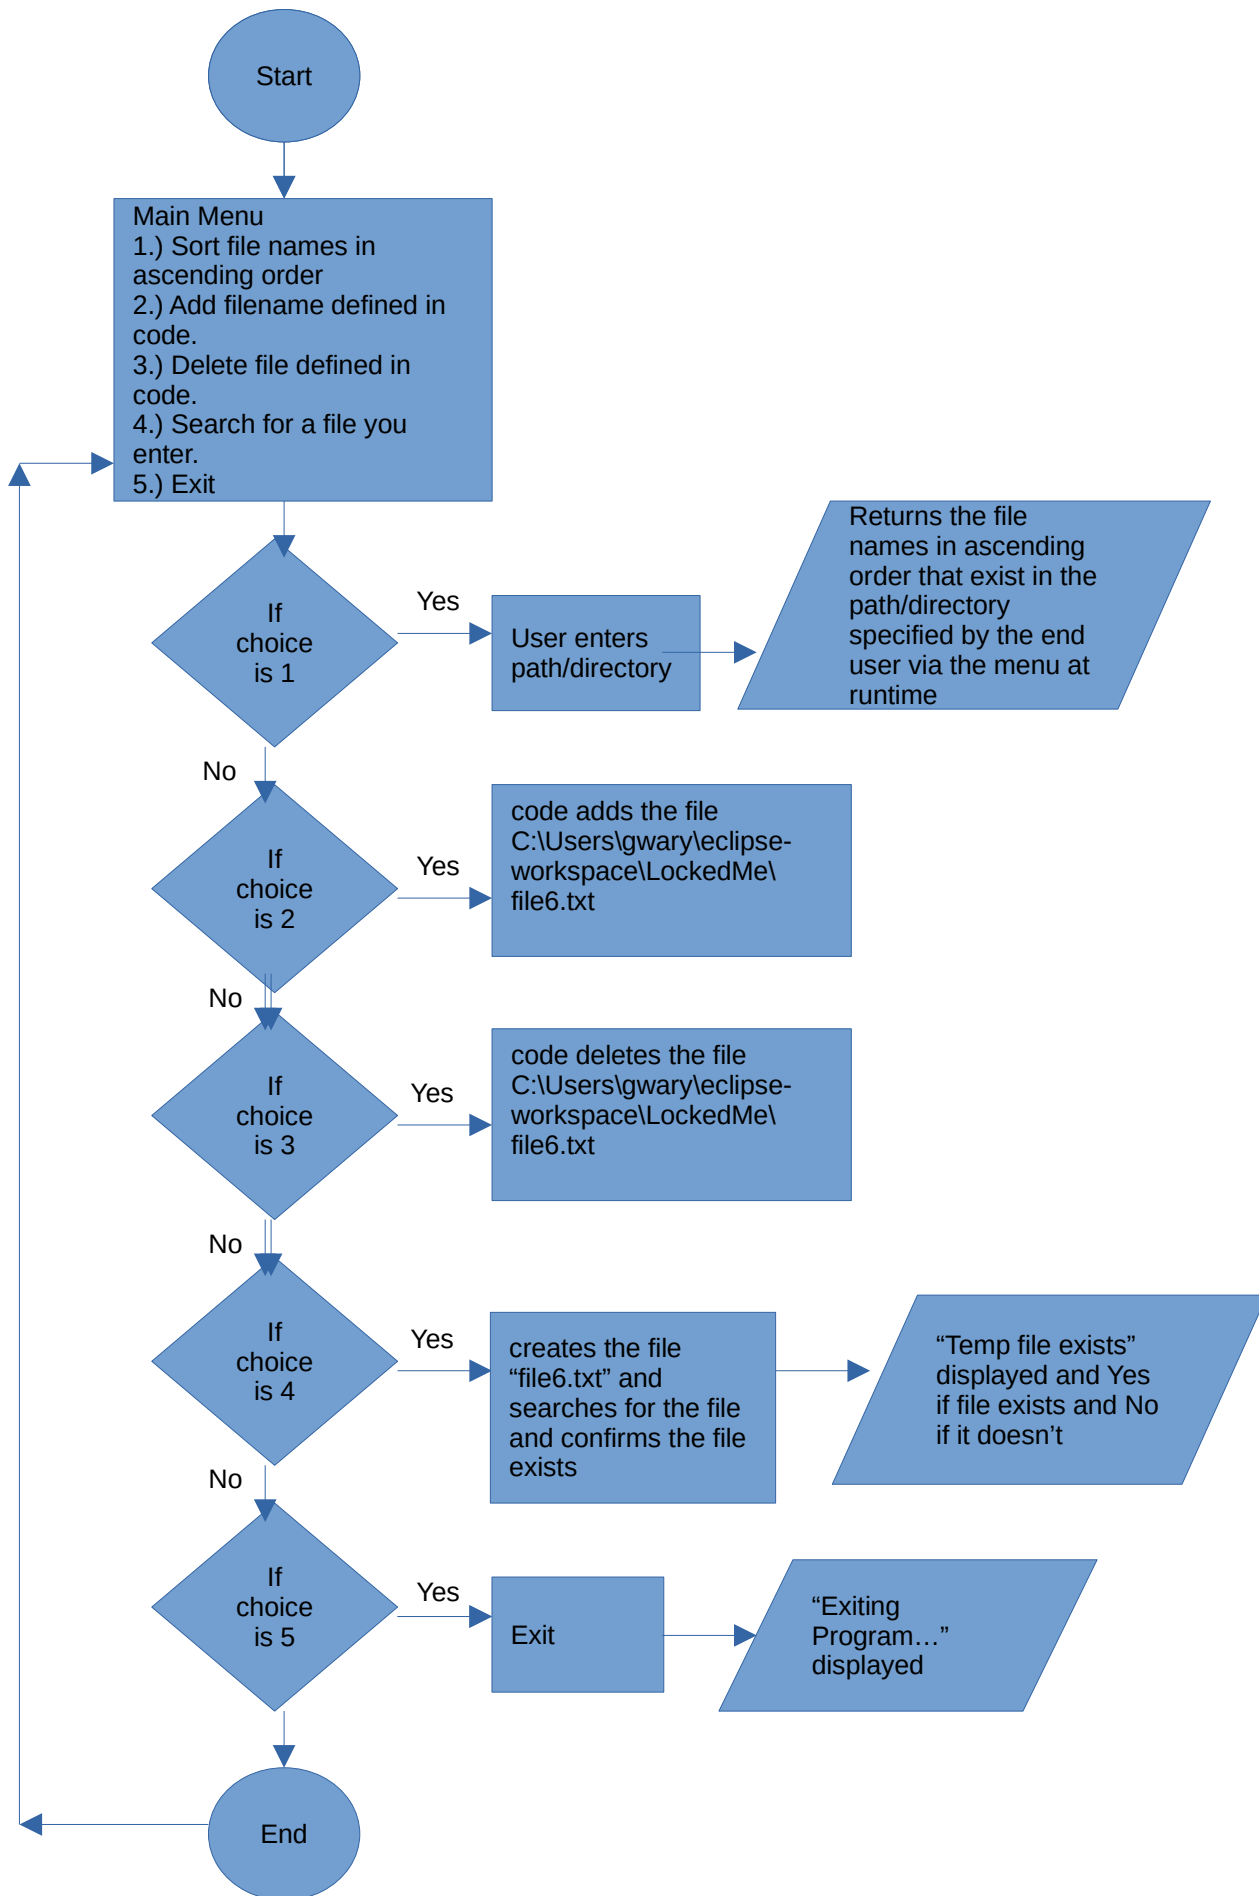 Start
Main Menu
1.) Sort file names in
ascending order
2.) Add filename defined in
code.
3.) Delete file defined in
code.
4.) Search for a file you
enter.
5.) Exit
If
choice
is 1
Yes
User enters
path/directory
Returns the file
names in ascending
order that exist in the
path/directory
specified by the end
user via the menu at
runtime
No
If
choice
is 2
Yes
code adds the file
C:\Users\gwary\eclipse-
workspace\LockedMe\
file6.txt
No
If
choice
is 3
Yes
code deletes the file
C:\Users\gwary\eclipse-
workspace\LockedMe\
file6.txt
No
If
choice
is 4
Yes
creates the file
“file6.txt” and
searches for the file
and confirms the file
exists
“Temp file exists”
displayed and Yes
if file exists and No
if it doesn’t
No
If
choice
is 5
Yes
Exit
“Exiting
Program…”
displayed
End